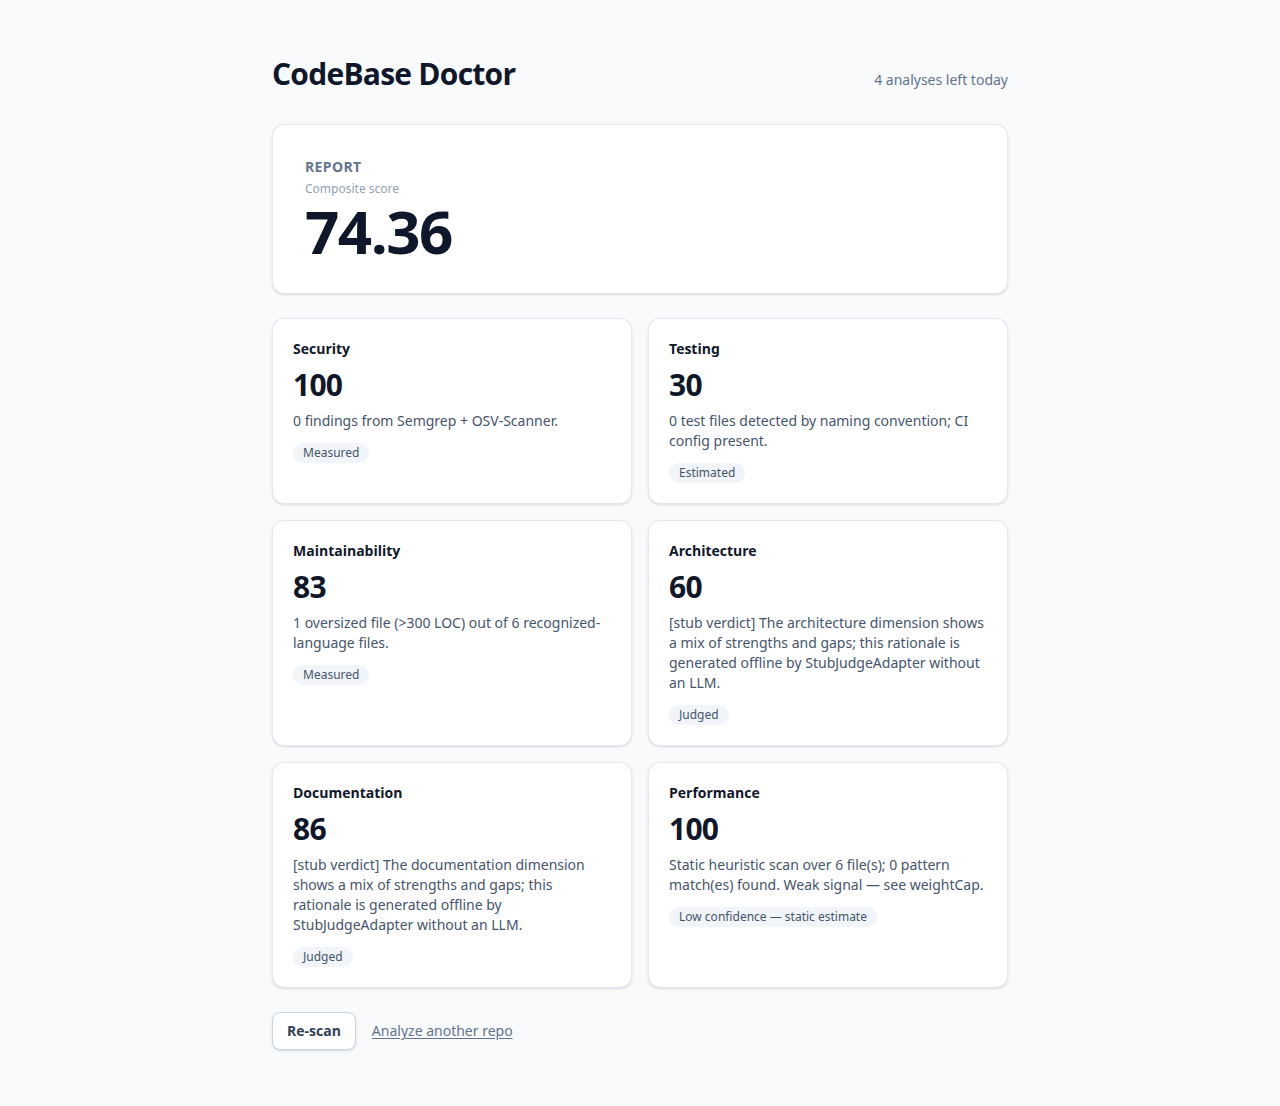 CodeBase Doctor
4 analyses left today
REPORT
Composite score
74.36
Security
100
0 findings from Semgrep + OSV-Scanner.
Measured
Testing
30
0 test files detected by naming convention; CI
config present.
Estimated
Maintainability
83
1 oversized file (>300 LOC) out of 6 recognized-
language files.
Measured
Architecture
60
[stub verdict] The architecture dimension shows
a mix of strengths and gaps; this rationale is
generated offline by StubJudgeAdapter without
an LLM.
Judged
Documentation
86
[stub verdict] The documentation dimension
shows a mix of strengths and gaps; this
rationale is generated offline by
StubJudgeAdapter without an LLM.
Judged
Performance
100
Static heuristic scan over 6 file(s); 0 pattern
match(es) found. Weak signal — see weightCap.
Low confidence — static estimate
Re-scan
Analyze another repo